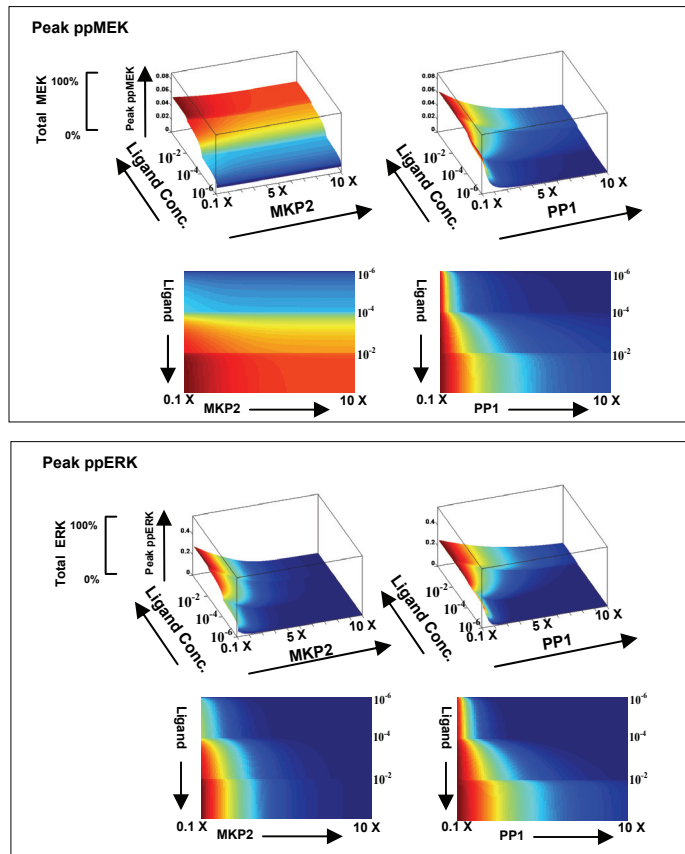 Peak ppMEK
Total MEK
100%
0%
Peak ppMEK
0.08
0.06
0.04
0.02
0
10-2
10-4
10-6
Ligand Conc.
0.1 X
5 X
10 X
MKP2
0.08
0.06
0.04
0.02
0
10-2
10-4
10-6
Ligand Conc.
0.1 X
5 X
10 X
PP1
Ligand
10-6
10-4
10-2
0.1 X
MKP2
10 X
Ligand
10-6
10-4
10-2
0.1 X
PP1
10 X
Peak ppERK
Total ERK
100%
0%
Peak ppERK
0.4
0.2
0
10-2
10-4
10-6
Ligand Conc.
0.1 X
5 X
10 X
MKP2
0.4
0.2
0
10-2
10-4
10-6
Ligand Conc.
0.1 X
5 X
10 X
PP1
Ligand
10-6
10-4
10-2
0.1 X
MKP2
10 X
Ligand
10-6
10-4
10-2
0.1 X
PP1
10 X